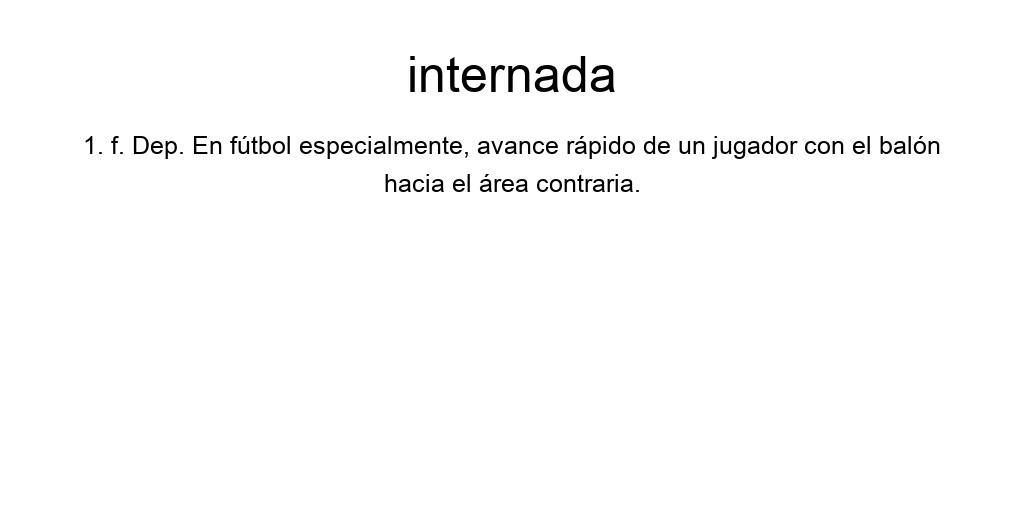 internada
1. f. Dep. En fútbol especialmente, avance rápido de un jugador con el balón
hacia el área contraria.